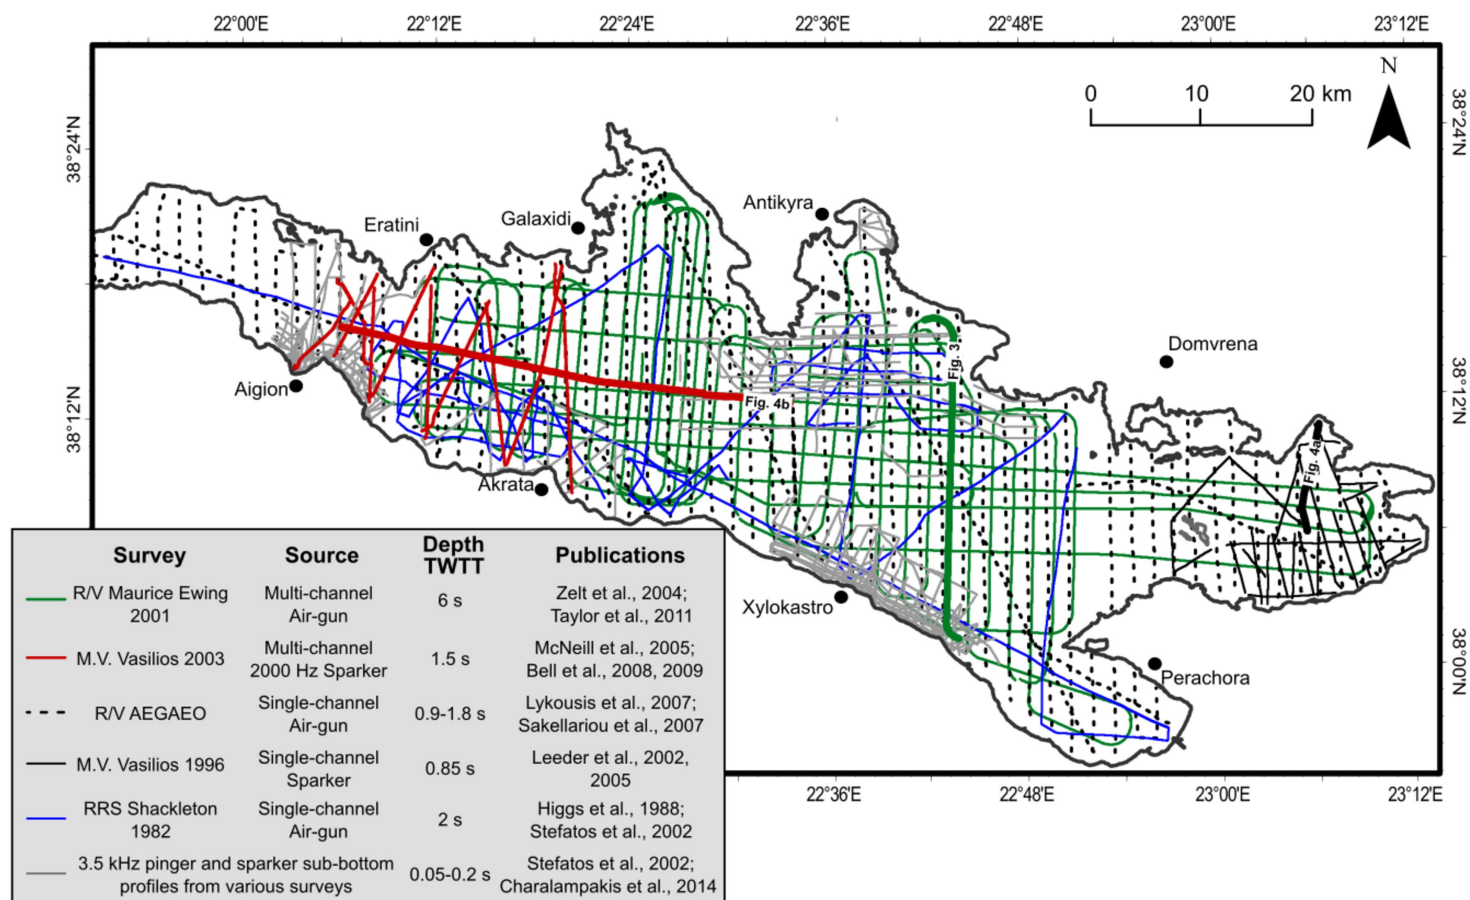 22°00'E 22°12'E 22°24'E 22°36'E 22°48'E 23°00'E 23°12'E
N
0 10 20 km
38°24'N
38°24'N
Antikyra
Galaxidi
Eratini
Domvrena
Fig. 3
Aigion
38°12'N
38°12'N
Fig. 4b
Fig. 4a
Akrata
Xylokastro
38°00'N
Perachora
22°36'E 22°48'E 23°00'E 23°12'E
Survey Source Depth TWTT Publications
R/V Maurice Ewing 2001 Multi-channel Air-gun 6 s Zelt et al., 2004; Taylor et al., 2011
M.V. Vasilios 2003 Multi-channel 2000 Hz Sparker 1.5 s McNeill et al., 2005; Bell et al., 2008, 2009
R/V AEGAEO Single-channel Air-gun 0.9-1.8 s Lykousis et al., 2007; Sakellariou et al., 2007
M.V. Vasilios 1996 Single-channel Sparker 0.85 s Leeder et al., 2002, 2005
RRS Shackleton 1982 Single-channel Air-gun 2 s Higgs et al., 1988; Stefatos et al., 2002
3.5 kHz pinger and sparker sub-bottom profiles from various surveys 0.05-0.2 s Stefatos et al., 2002; Charalampakis et al., 2014